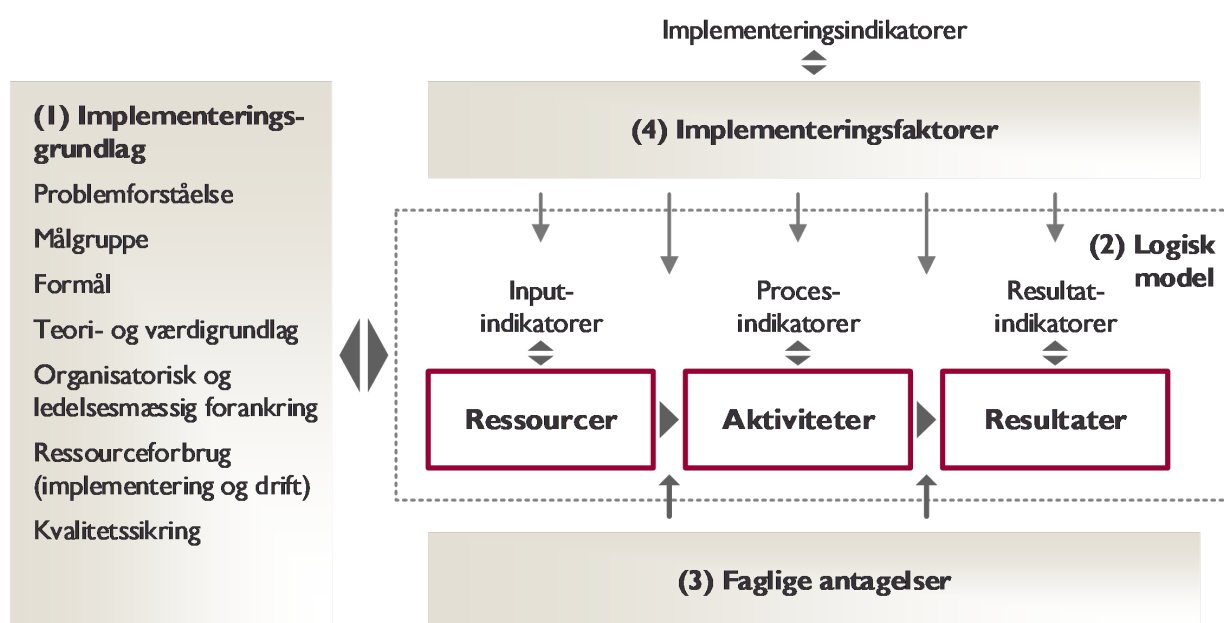 Implementeringsindikatorer
(1) Implementerings-
grundlag
Problemforståelse
Målgruppe
Formål
Teori- og værdigrundlag
Organisatorisk og
ledelsesmæssig forankring
Ressourceforbrug
(implementering og drift)
Kvalitetssikring
(4) Implementeringsfaktorer
(2) Logisk
model
Input-
indikatorer
Proces-
indikatorer
Resultat-
indikatorer
Ressourcer
Aktiviteter
Resultater
(3) Faglige antagelser